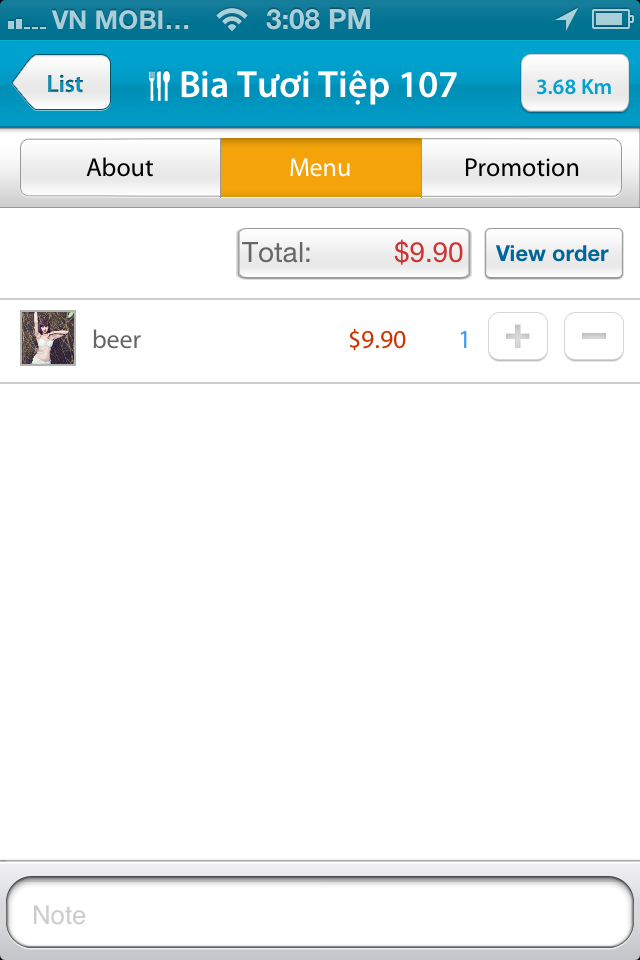 VN MOBI... 3:08 PM
List Bia Tươi Tiệp 107 3.68 Km
About Menu Promotion
Total: $9.90 View order
beer $9.90 1 + −
Note